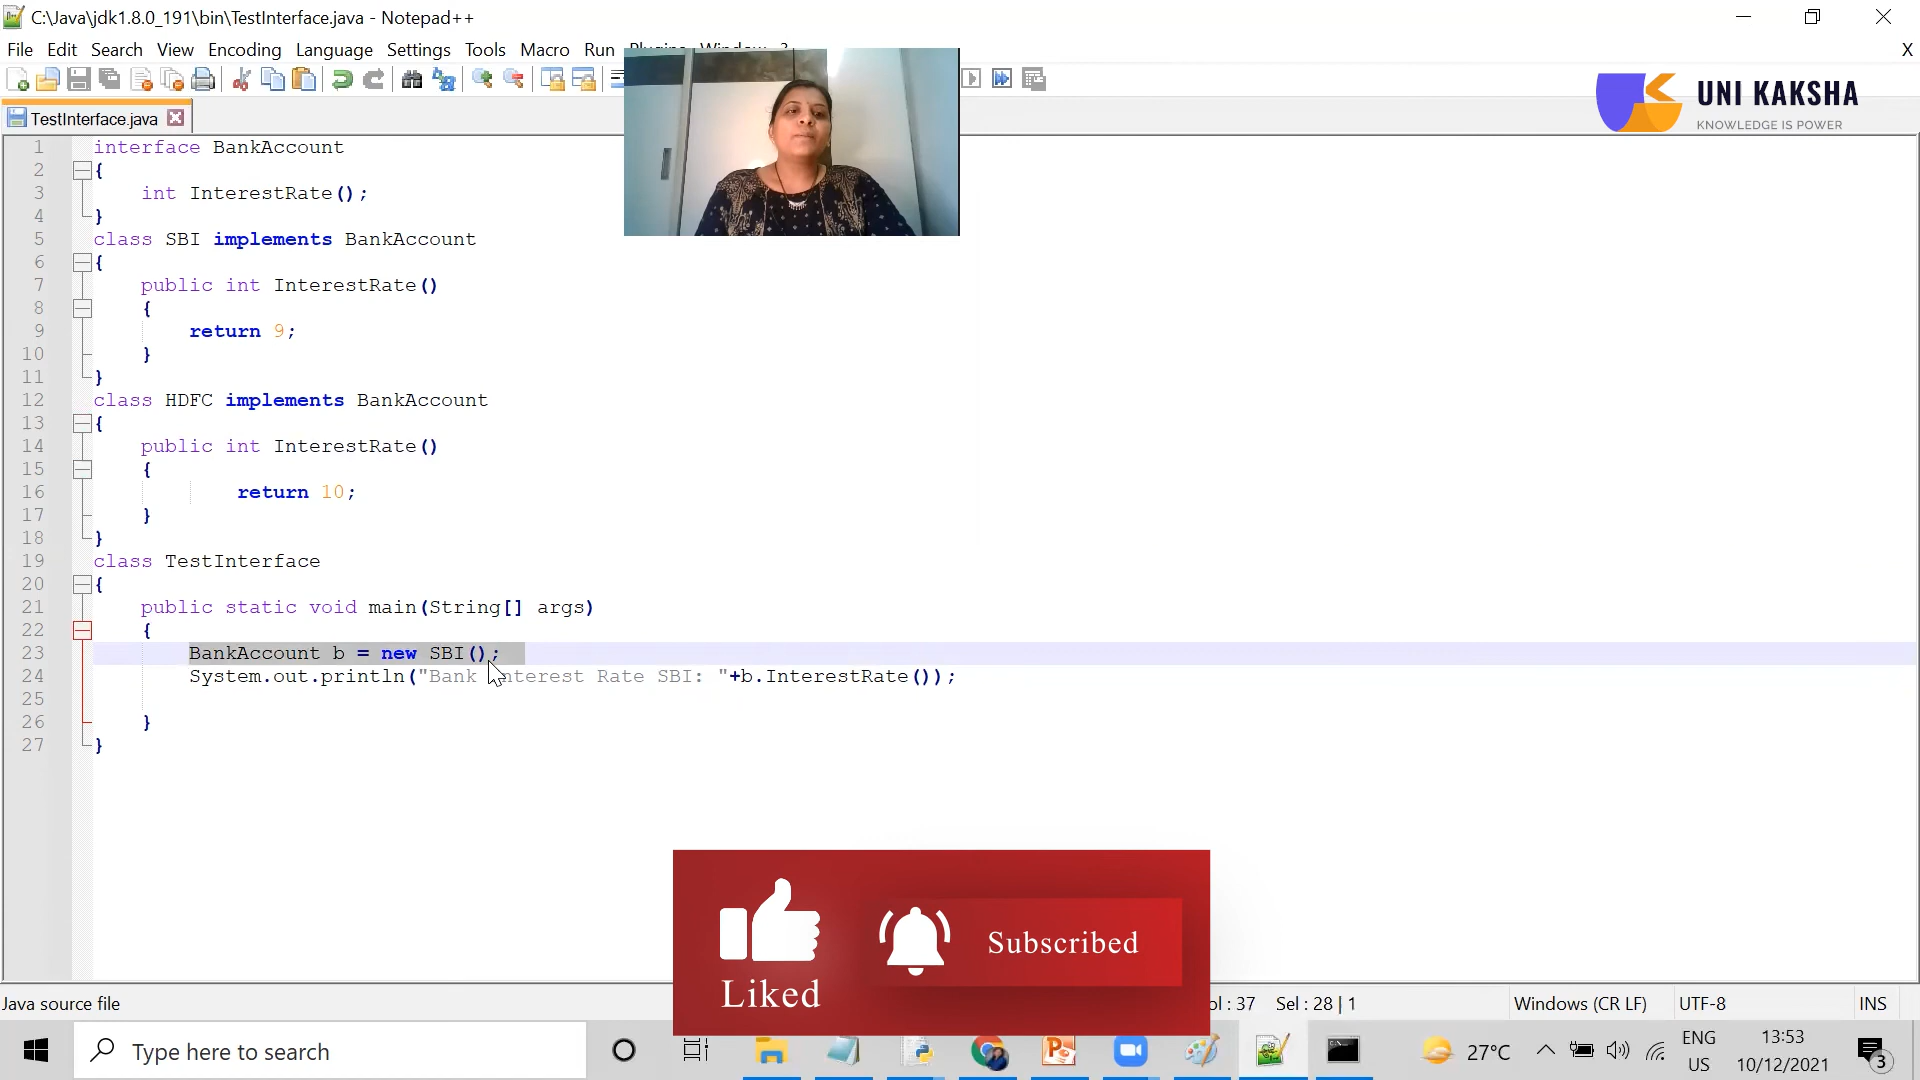 C:\Java\jdk1.8.0_191\bin\TestInterface.java - Notepad++
File Edit Search View Encoding Language Settings Tools Macro Run
X
UNI KAKSHA
KNOWLEDGE IS POWER
TestInterface.java
1 interface BankAccount
2 {
3 int InterestRate();
4 }
5 class SBI implements BankAccount
6 {
7 public int InterestRate()
8 {
9 return 9;
10 }
11 }
12 class HDFC implements BankAccount
13 {
14 public int InterestRate()
15 {
16 return 10;
17 }
18 }
19 class TestInterface
20 {
21 public static void main(String[] args)
22 {
23 BankAccount b = new SBI();
24 System.out.println("Bank Interest Rate SBI: "+b.InterestRate());
25
26 }
27 }
Liked
Subscribed
Java source file
: 37 Sel : 28 | 1 Windows (CR LF) UTF-8 INS
Type here to search
27°C
ENG
US
13:53
10/12/2021
3